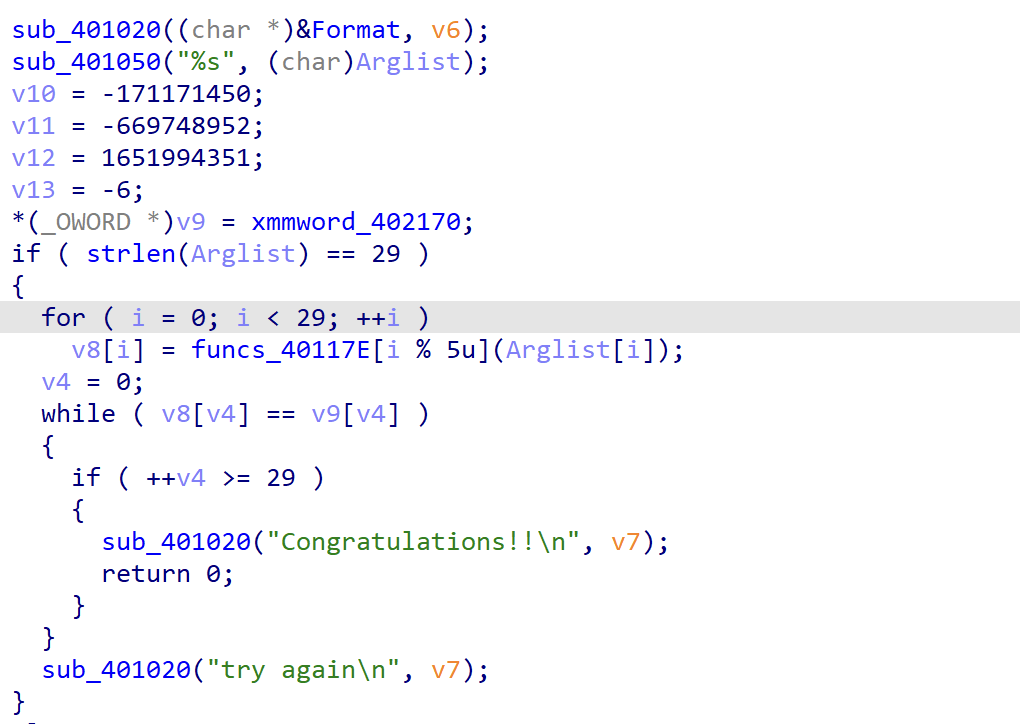 sub_401020((char *)&Format, v6);
sub_401050("%s", (char)Arglist);
v10 = -171171450;
v11 = -669748952;
v12 = 1651994351;
v13 = -6;
*(_OWORD *)v9 = xmmword_402170;
if ( strlen(Arglist) == 29 )
{
  for ( i = 0; i < 29; ++i )
    v8[i] = funcs_40117E[i % 5u](Arglist[i]);
  v4 = 0;
  while ( v8[v4] == v9[v4] )
  {
    if ( ++v4 >= 29 )
    {
      sub_401020("Congratulations!!\n", v7);
      return 0;
    }
  }
  sub_401020("try again\n", v7);
}